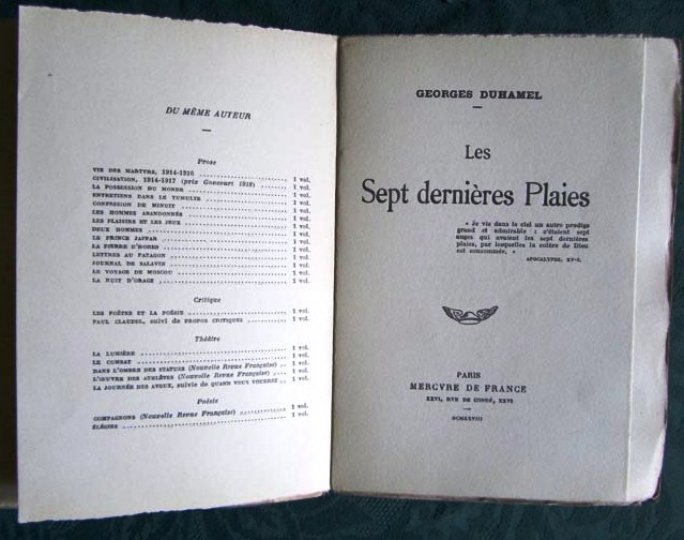 DU MÊME AUTEUR
Prose
VIE DES MARTYRS, 1914-1916 1 vol.
CIVILISATION, 1914-1917 (prix Goncourt 1918) 1 vol.
LA POSSESSION DU MONDE 1 vol.
ENTRETIENS DANS LE TUMULTE 1 vol.
CONFESSION DE MINUIT 1 vol.
LES HOMMES ABANDONNÉS 1 vol.
LES PLAISIRS ET LES JEUX 1 vol.
DEUX HOMMES 1 vol.
LE PRINCE JAFFAR 1 vol.
LA PIERRE D'HOREB 1 vol.
LETTRES AU PATAGON 1 vol.
JOURNAL DE SALAVIN 1 vol.
LE VOYAGE DE MOSCOU 1 vol.
LA NUIT D'ORAGE 1 vol.
Critique
LES POÈTES ET LA POÉSIE 1 vol.
PAUL CLAUDEL, suivi de PROPOS CRITIQUES 1 vol.
Théâtre
LA LUMIÈRE 1 vol.
LE COMBAT 1 vol.
DANS L'OMBRE DES STATUES (Nouvelle Revue Française) 1 vol.
L'ŒUVRE DES ATHLÈTES (Nouvelle Revue Française) 1 vol.
LA JOURNÉE DES AVEUX, suivie de QUAND VOUS VOUDREZ 1 vol.
Poésie
COMPAGNONS (Nouvelle Revue Française) 1 vol.
ÉLÉGIES 1 vol.
GEORGES DUHAMEL
Les
Sept dernières Plaies
« Je vis dans le ciel un autre prodige
grand et admirable : c'étaient sept
anges qui avaient les sept dernières
plaies, par lesquelles la colère de Dieu
est consommée. »
APOCALYPSE, XV-1.
PARIS
MERCVRE DE FRANCE
XXVI, RVE DE CONDÉ, XXVI
MCMXXVIII